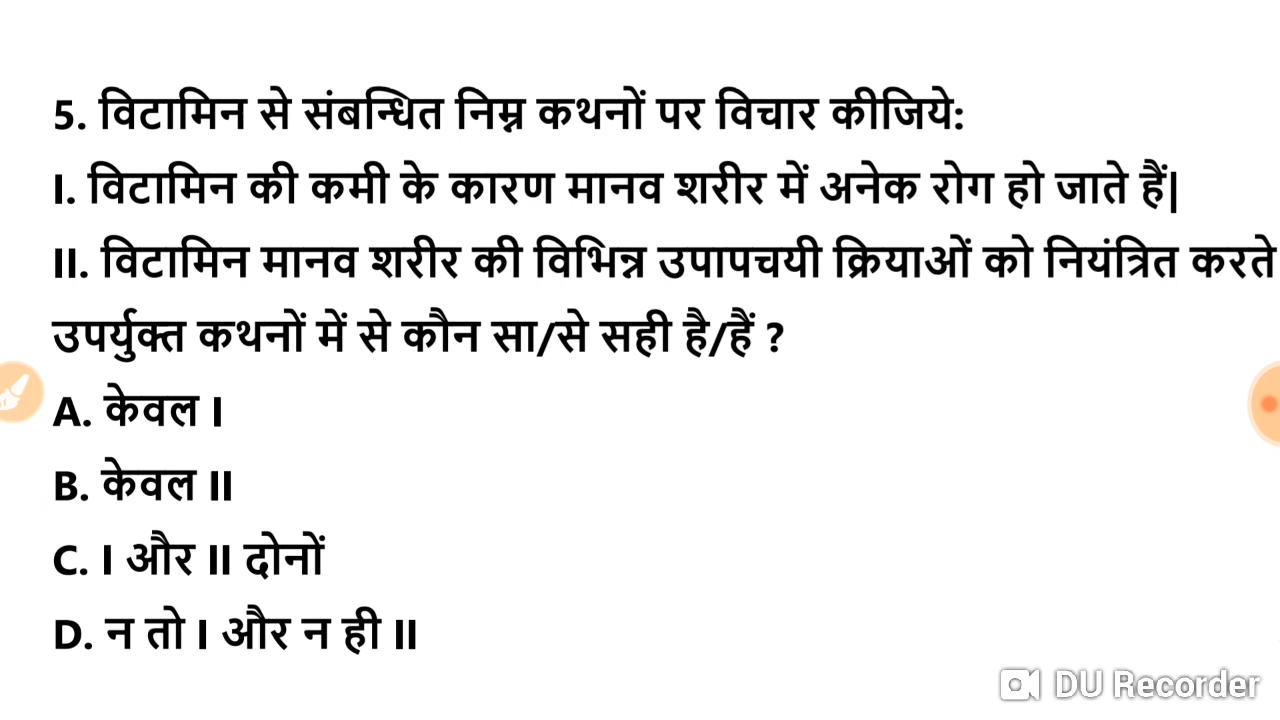 5. विटामिन से संबन्धित निम्न कथनों पर विचार कीजिये:
I. विटामिन की कमी के कारण मानव शरीर में अनेक रोग हो जाते हैं|
II. विटामिन मानव शरीर की विभिन्न उपापचयी क्रियाओं को नियंत्रित करते
उपर्युक्त कथनों में से कौन सा/से सही है/हैं ?
A. केवल I
B. केवल II
C. I और II दोनों
D. न तो I और न ही II
DU Recorder